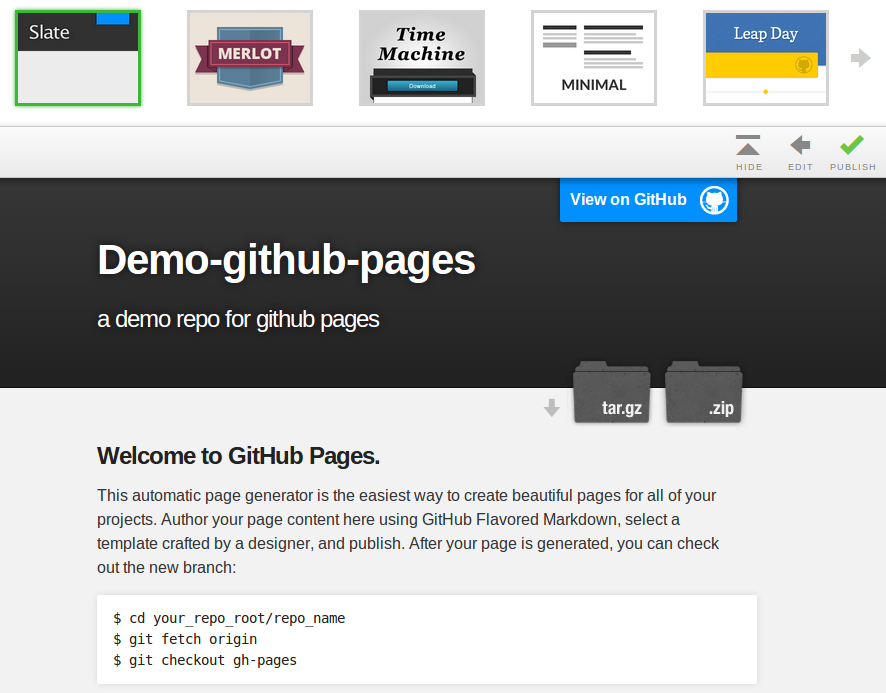 Slate
MERLOT
Time
Machine
Download
MINIMAL
Leap Day
HIDE
EDIT
PUBLISH
View on GitHub
Demo-github-pages
a demo repo for github pages
tar.gz
.zip
Welcome to GitHub Pages.
This automatic page generator is the easiest way to create beautiful pages for all of your
projects. Author your page content here using GitHub Flavored Markdown, select a
template crafted by a designer, and publish. After your page is generated, you can check
out the new branch:
$ cd your_repo_root/repo_name
$ git fetch origin
$ git checkout gh-pages